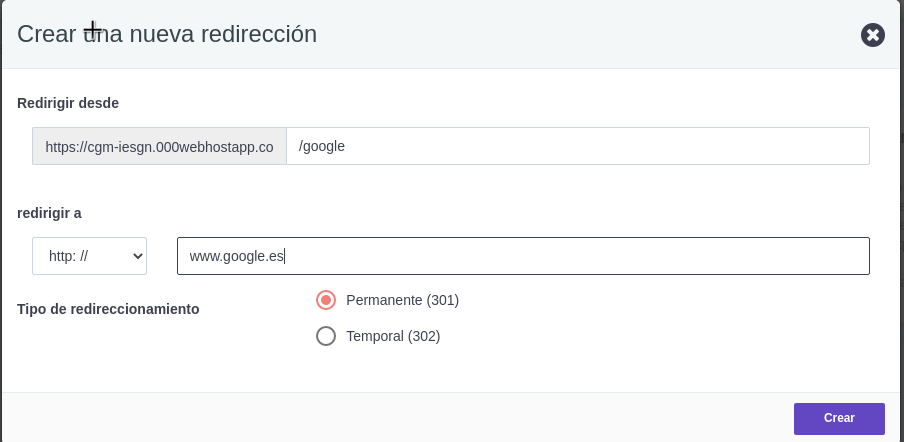 Crear una nueva redirección
Redirigir desde
https://cgm-iesgn.000webhostapp.co /google
redirigir a
http: // www.google.es
Tipo de redireccionamiento
Permanente (301)
Temporal (302)
Crear